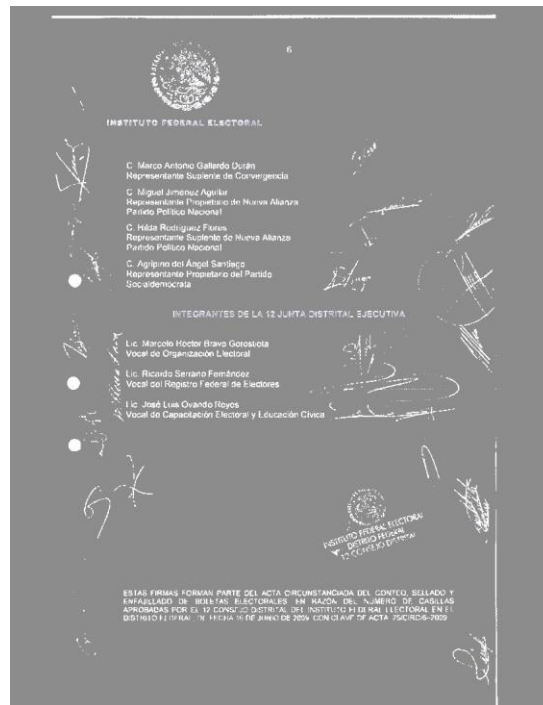 6
INSTITUTO FEDERAL ELECTORAL
C. Marco Antonio Gallardo Durán
Representante Suplente de Convergencia
C. Miguel Jiménez Aguilar
Representante Propietario de Nueva Alianza
Partido Político Nacional
C. Hilda Rodríguez Flores
Representante Suplente de Nueva Alianza
Partido Político Nacional
C. Agripino del Ángel Santiago
Representante Propietario del Partido
Socialdemócrata
INTEGRANTES DE LA 12 JUNTA DISTRITAL EJECUTIVA
Lic. Marcelo Héctor Bravo Gorostiola
Vocal de Organización Electoral
Lic. Ricardo Serrano Fernández
Vocal del Registro Federal de Electores
Lic. José Luis Ovando Reyes
Vocal de Capacitación Electoral y Educación Cívica
INSTITUTO FEDERAL ELECTORAL
DISTRITO FEDERAL
12 CONSEJO DISTRITAL
ESTAS FIRMAS FORMAN PARTE DEL ACTA CIRCUNSTANCIADA DEL CONTEO, SELLADO Y
ENFAJILLADO DE BOLETAS ELECTORALES EN RAZÓN DEL NÚMERO DE CASILLAS
APROBADAS POR EL 12 CONSEJO DISTRITAL DEL INSTITUTO FEDERAL ELECTORAL EN EL
DISTRITO FEDERAL, DE FECHA 16 DE JUNIO DE 2009, CON CLAVE DE ACTA